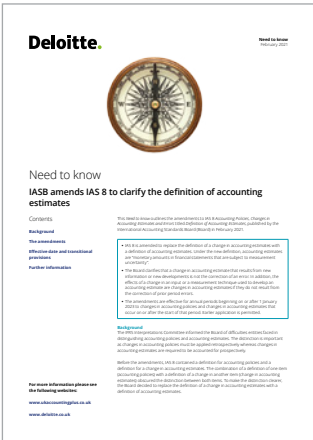 Deloitte.
Need to know
February 2021
Need to know
IASB amends IAS 8 to clarify the definition of accounting
estimates
Contents
Background
The amendments
Effective date and transitional
provisions
Further information
For more information please see
the following websites:
www.ukaccountingplus.co.uk
www.deloitte.co.uk
This Need to know outlines the amendments to IAS 8 Accounting Policies, Changes in
Accounting Estimates and Errors titled Definition of Accounting Estimates, published by the
International Accounting Standards Board (Board) in February 2021.
• IAS 8 is amended to replace the definition of a change in accounting estimates with
a definition of accounting estimates. Under the new definition, accounting estimates
are “monetary amounts in financial statements that are subject to measurement
uncertainty”.
• The Board clarifies that a change in accounting estimate that results from new
information or new developments is not the correction of an error. In addition, the
effects of a change in an input or a measurement technique used to develop an
accounting estimate are changes in accounting estimates if they do not result from
the correction of prior period errors.
• The amendments are effective for annual periods beginning on or after 1 January
2023 to changes in accounting policies and changes in accounting estimates that
occur on or after the start of that period. Earlier application is permitted.
Background
The IFRS Interpretations Committee informed the Board of difficulties entities faced in
distinguishing accounting policies and accounting estimates. The distinction is important
as changes in accounting policies must be applied retrospectively whereas changes in
accounting estimates are required to be accounted for prospectively.
Before the amendments, IAS 8 contained a definition for accounting policies and a
definition for a change in accounting estimates. The combination of a definition of one item
(accounting policies) with a definition of a change in another item (change in accounting
estimates) obscured the distinction between both items. To make the distinction clearer,
the Board decided to replace the definition of a change in accounting estimates with a
definition of accounting estimates.